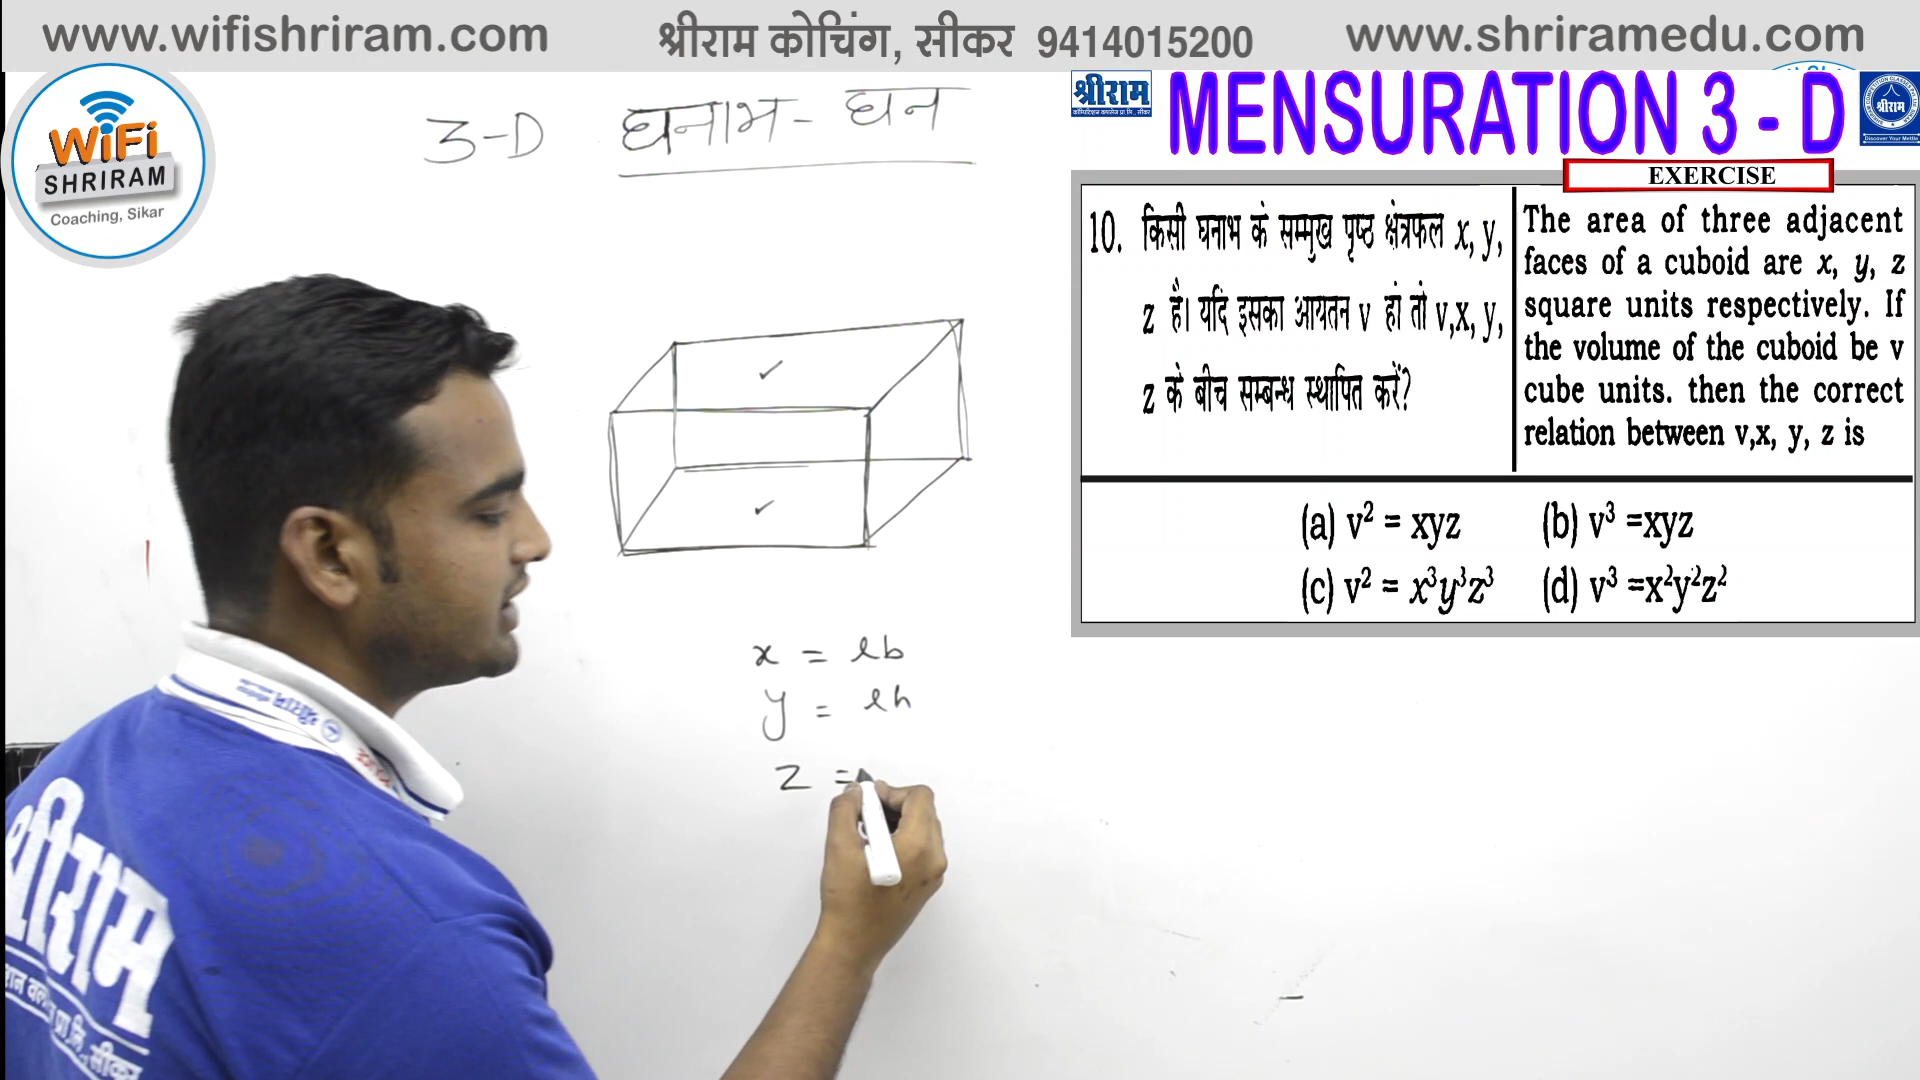 www.wifishriram.com
श्रीराम कोचिंग, सीकर 9414015200
www.shriramedu.com
WiFi
SHRIRAM
Coaching, Sikar
3-D घनाभ - घन
श्रीराम
MENSURATION 3 - D
श्रीराम
EXERCISE
10. किसी घनाभ के सम्मुख पृष्ठ क्षेत्रफल x, y,
z है। यदि इसका आयतन v हो तो v,x, y,
z के बीच सम्बन्ध स्थापित करें?
The area of three adjacent
faces of a cuboid are x, y, z
square units respectively. If
the volume of the cuboid be v
cube units. then the correct
relation between v,x, y, z is
(a) v² = xyz (b) v³ =xyz
(c) v² = x³y³z³ (d) v³ =x²y²z²
x = lb
y = lh
z =
श्रीराम